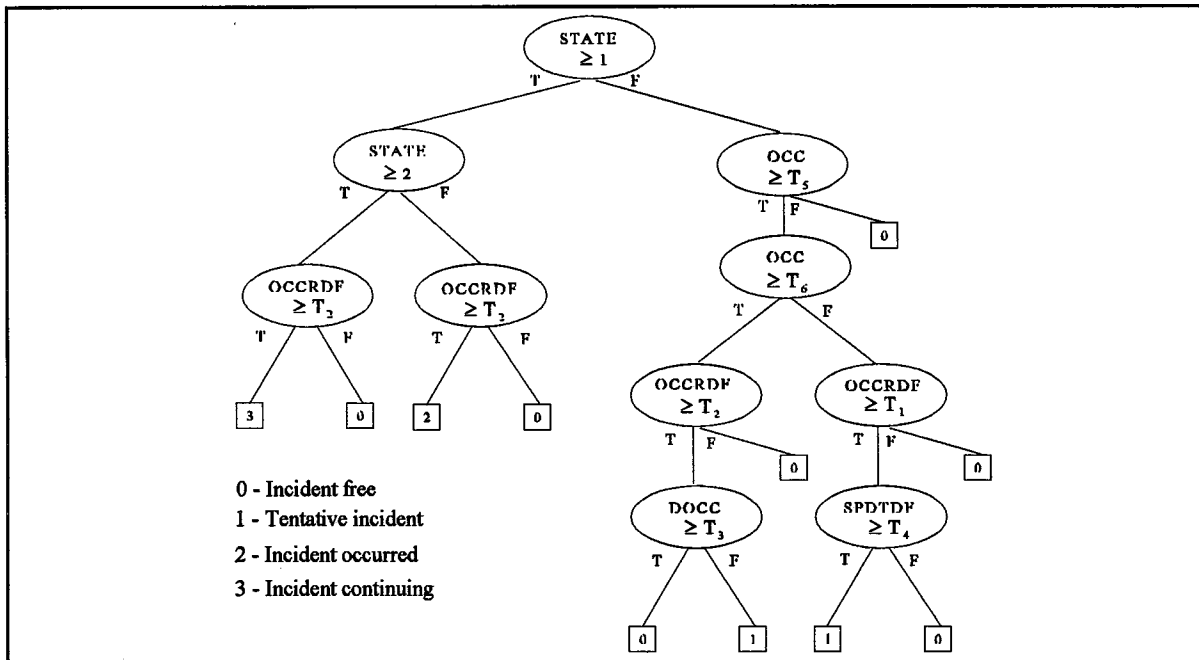 STATE
≥ 1
T F
STATE
≥ 2
T F
OCC
≥ T5
T F
0
OCC
≥ T6
T F
OCCRDF
≥ T2
T F
OCCRDF
≥ T2
T F
3 0 2 0
OCCRDF
≥ T2
T F
0
OCCRDF
≥ T1
T F
0
DOCC
≥ T3
T F
SPDTDF
≥ T4
T F
0 1 1 0
0 - Incident free
1 - Tentative incident
2 - Incident occurred
3 - Incident continuing